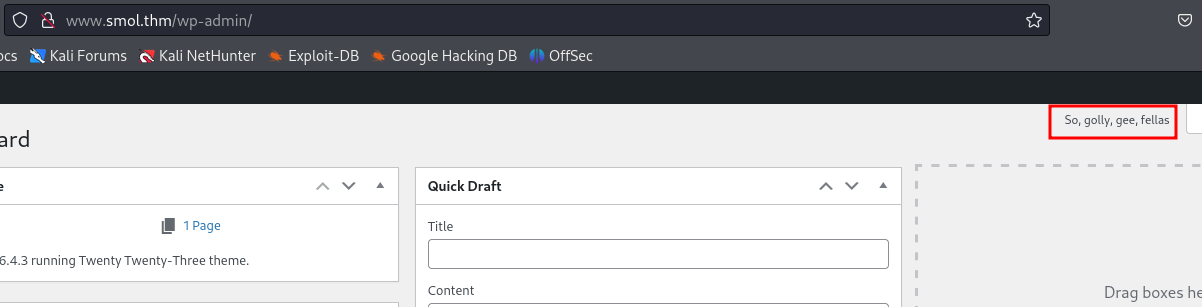 www.smol.thm/wp-admin/
ocs Kali Forums Kali NetHunter Exploit-DB Google Hacking DB OffSec
So, golly, gee, fellas
ard
e
Quick Draft
1 Page
Title
6.4.3 running Twenty Twenty-Three theme.
Content
Drag boxes he